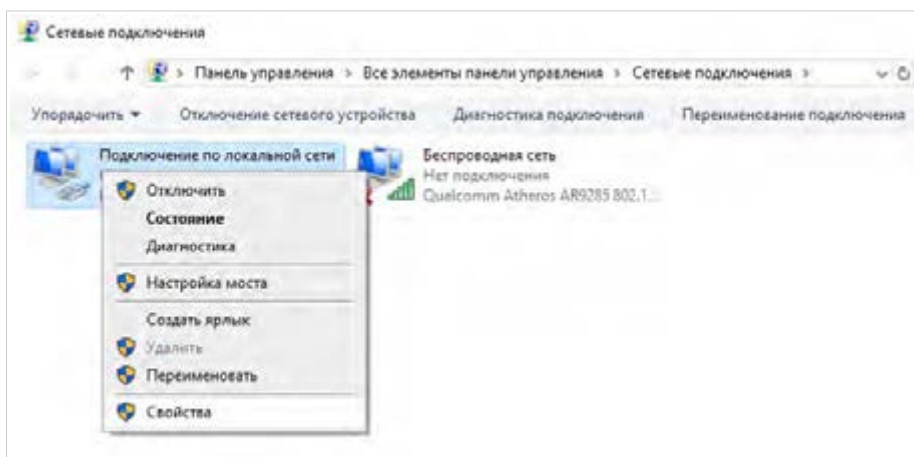 Сетевые подключения
Панель управления > Все элементы панели управления > Сетевые подключения >
Упорядочить Отключение сетевого устройства Диагностика подключения Переименование подключения
Подключение по локальной сети
Беспроводная сеть
Нет подключения
Qualcomm Atheros AR9285 802.1...
Отключить
Состояние
Диагностика
Настройка моста
Создать ярлык
Удалить
Переименовать
Свойства